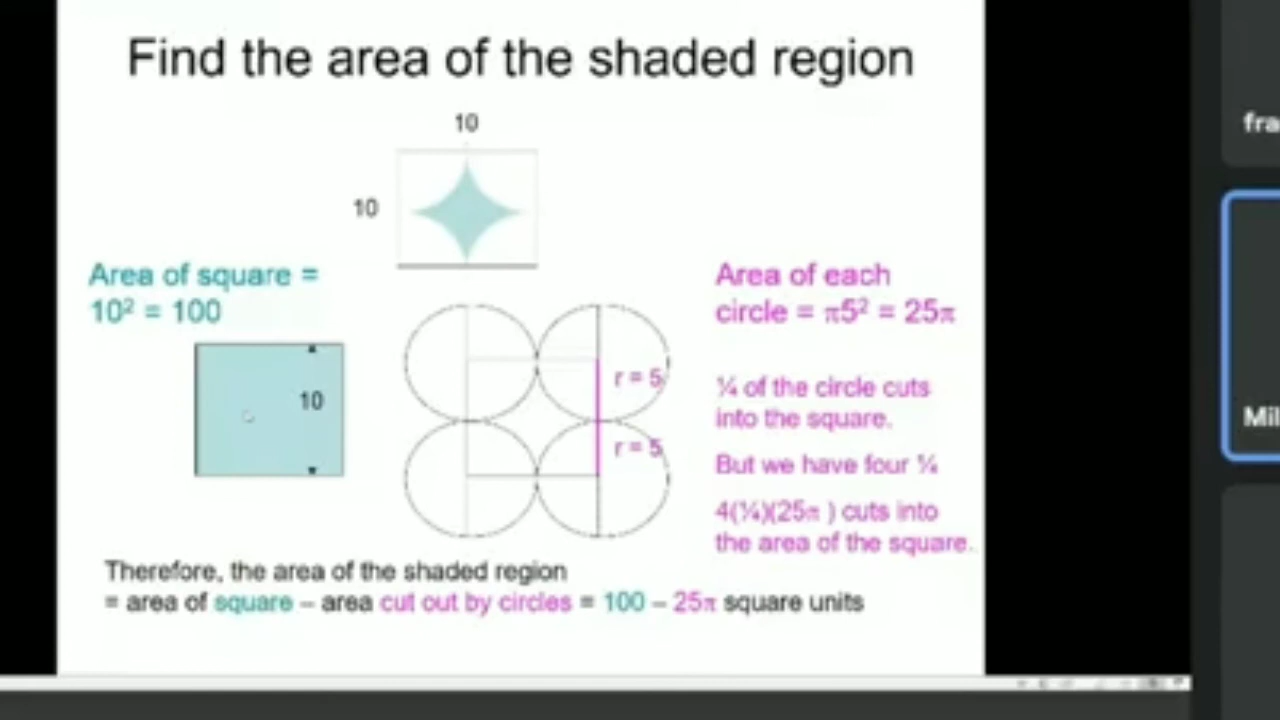 Find the area of the shaded region
10
10
Area of square =
10² = 100
10
r = 5
r = 5
Area of each
circle = π5² = 25π
¼ of the circle cuts
into the square.
But we have four ¼
4(¼)(25π ) cuts into
the area of the square.
Therefore, the area of the shaded region
= area of square – area cut out by circles = 100 – 25π square units
fra
Mil